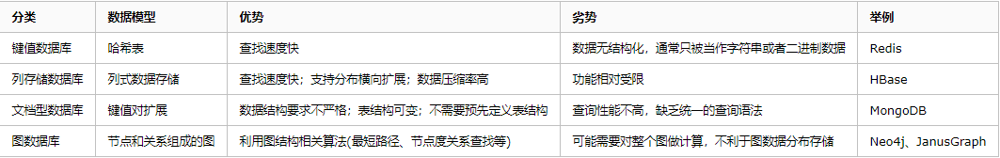 分类 数据模型 优势 劣势 举例
键值数据库 哈希表 查找速度快 数据无结构化，通常只被当作字符串或者二进制数据 Redis
列存储数据库 列式数据存储 查找速度快；支持分布横向扩展；数据压缩率高 功能相对受限 HBase
文档型数据库 键值对扩展 数据结构要求不严格；表结构可变；不需要预先定义表结构 查询性能不高，缺乏统一的查询语法 MongoDB
图数据库 节点和关系组成的图 利用图结构相关算法(最短路径、节点度关系查找等) 可能需要对整个图做计算，不利于图数据分布存储 Neo4j、JanusGraph